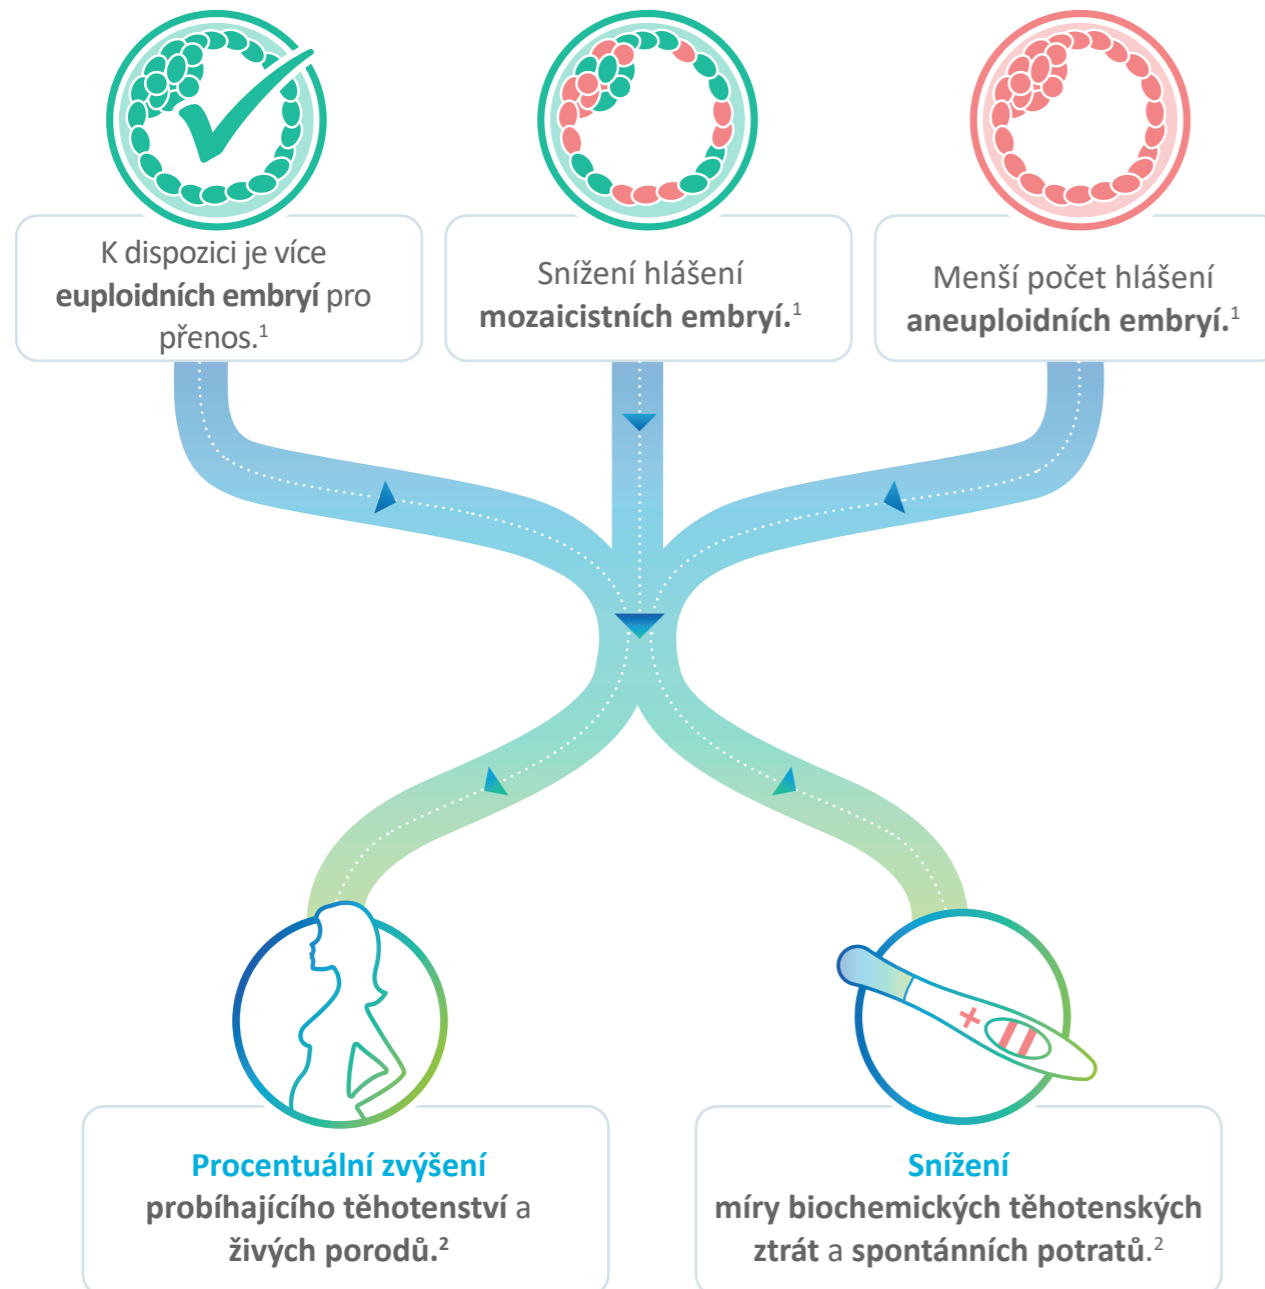 K dispozici je více
euploidních embryí pro
přenos.¹
Snížení hlášení
mozaicistních embryí.¹
Menší počet hlášení
aneuploidních embryí.¹
Procentuální zvýšení
probíhajícího těhotenství a
živých porodů.²
Snížení
míry biochemických těhotenských
ztrát a spontánních potratů.²